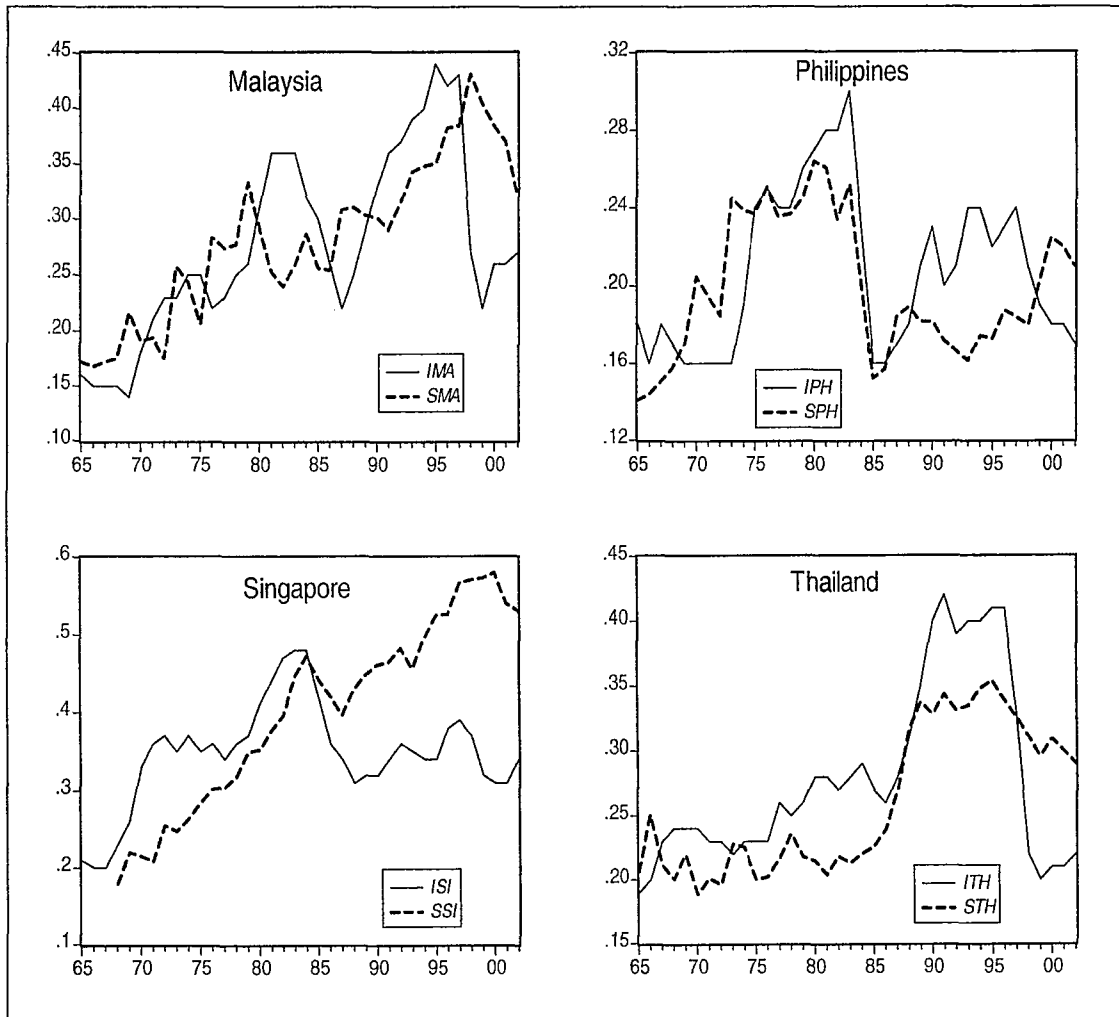 Malaysia
.45
.40
.35
.30
.25
.20
.15
.10
65 70 75 80 85 90 95 00
IMA
SMA
Philippines
.32
.28
.24
.20
.16
.12
65 70 75 80 85 90 95 00
IPH
SPH
Singapore
.6
.5
.4
.3
.2
.1
65 70 75 80 85 90 95 00
ISI
SSI
Thailand
.45
.40
.35
.30
.25
.20
.15
65 70 75 80 85 90 95 00
ITH
STH